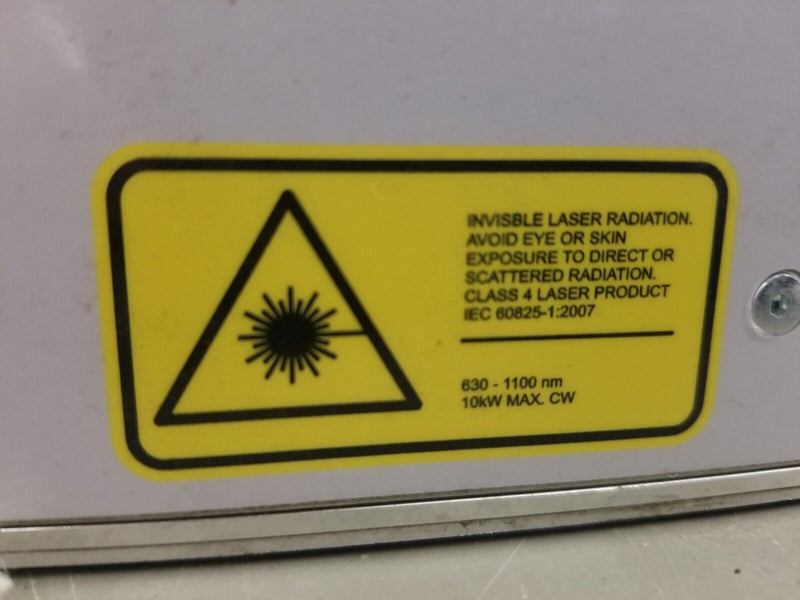 INVISBLE LASER RADIATION.
AVOID EYE OR SKIN
EXPOSURE TO DIRECT OR
SCATTERED RADIATION.
CLASS 4 LASER PRODUCT
IEC 60825-1:2007
630 - 1100 nm
10kW MAX. CW